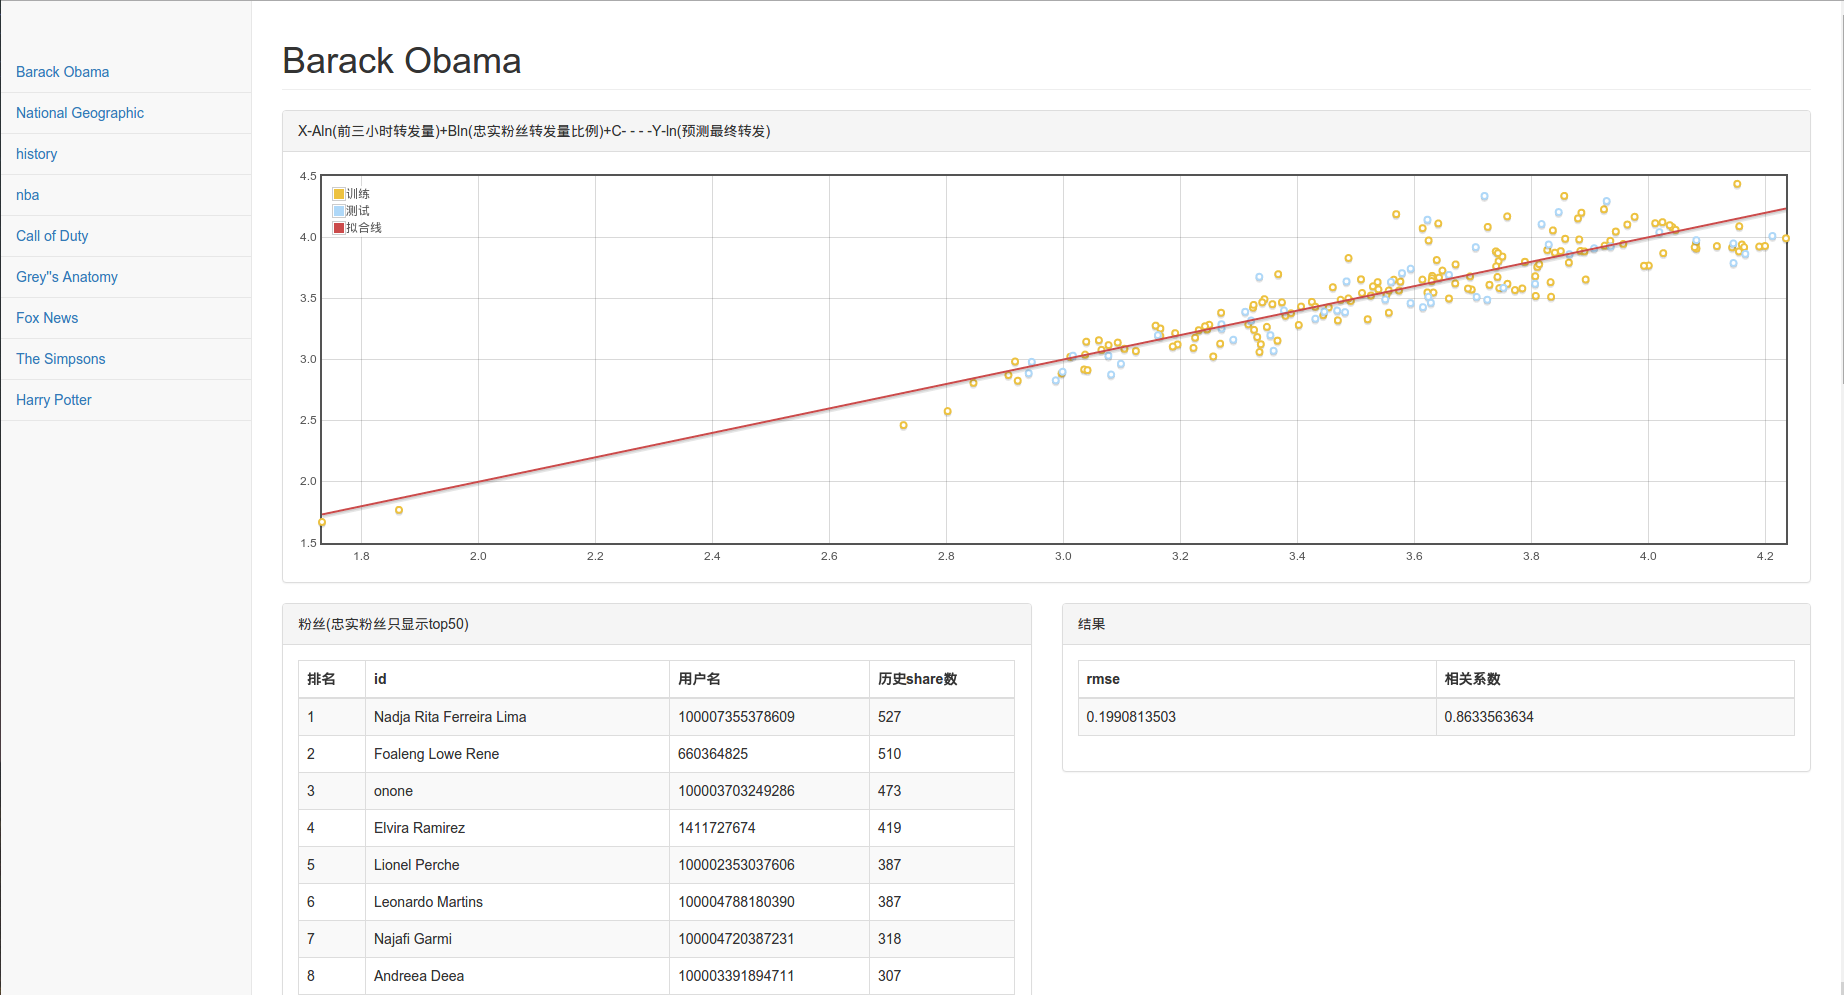 Barack Obama
National Geographic
history
nba
Call of Duty
Grey"s Anatomy
Fox News
The Simpsons
Harry Potter
Barack Obama
X-Aln(前三小时转发量)+Bln(忠实粉丝转发量比例)+C- - - -Y-ln(预测最终转发)
训练
测试
拟合线
4.5
4.0
3.5
3.0
2.5
2.0
1.5
1.8 2.0 2.2 2.4 2.6 2.8 3.0 3.2 3.4 3.6 3.8 4.0 4.2
粉丝(忠实粉丝只显示top50)
排名 id 用户名 历史share数
1 Nadja Rita Ferreira Lima 100007355378609 527
2 Foaleng Lowe Rene 660364825 510
3 onone 100003703249286 473
4 Elvira Ramirez 1411727674 419
5 Lionel Perche 100002353037606 387
6 Leonardo Martins 100004788180390 387
7 Najafi Garmi 100004720387231 318
8 Andreea Deea 100003391894711 307
结果
rmse 相关系数
0.1990813503 0.8633563634